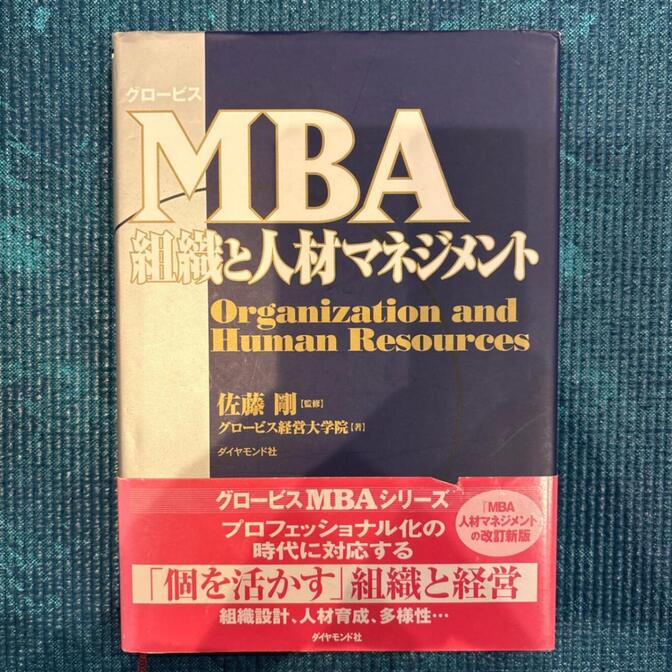 グロービス
MBA
組織と人材マネジメント
Organization and
Human Resources
佐藤 剛【監修】
グロービス経営大学院【著】
ダイヤモンド社
グロービスMBAシリーズ
プロフェッショナル化の
時代に対応する
「個を活かす」組織と経営
組織設計、人材育成、多様性…
ダイヤモンド社
『MBA
人材マネジメント』
の改訂新版